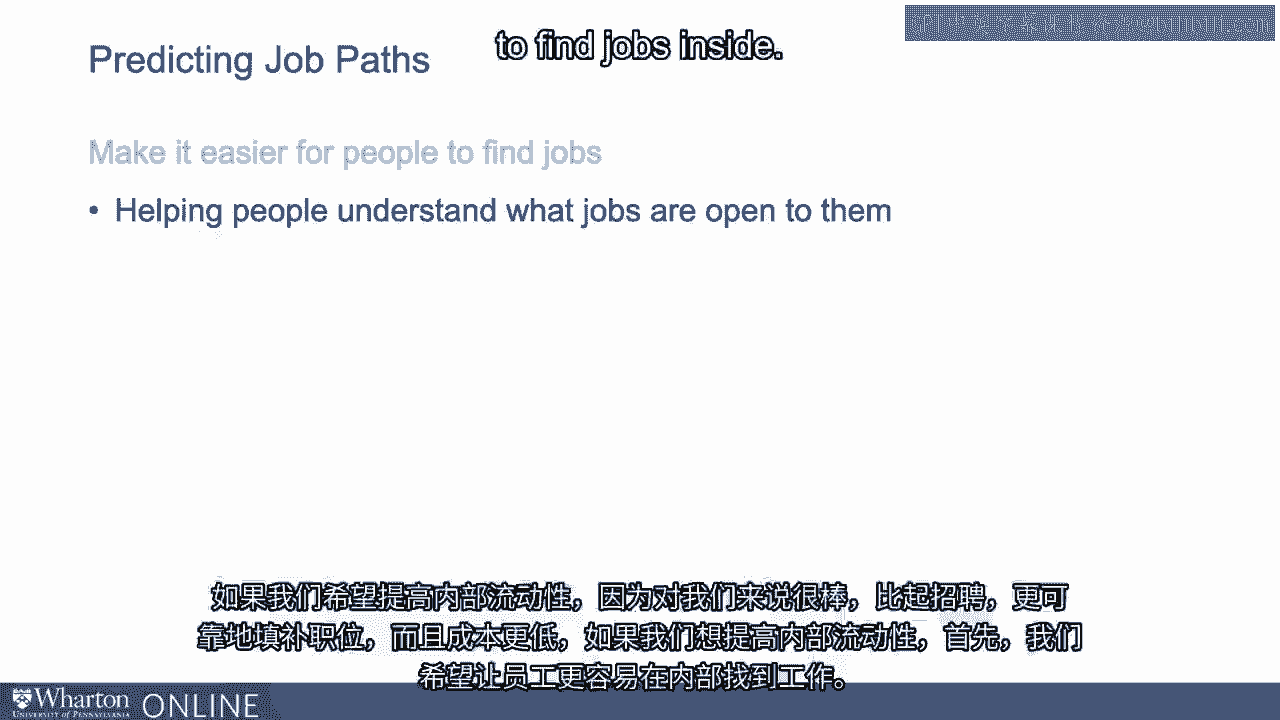 to find jobs inside.
Predicting Job Paths
Make it easier for people to find jobs
• Helping people understand what jobs are open to them
如果我们希望提高内部流动性，因为对我们来说很棒，比起招聘，更可
靠地填补职位，而且成本更低，如果我们想提高内部流动性，首先，我们
希望让员工更容易在内部找到工作。
Wharton ONLINE
UNIVERSITY of PENNSYLVANIA